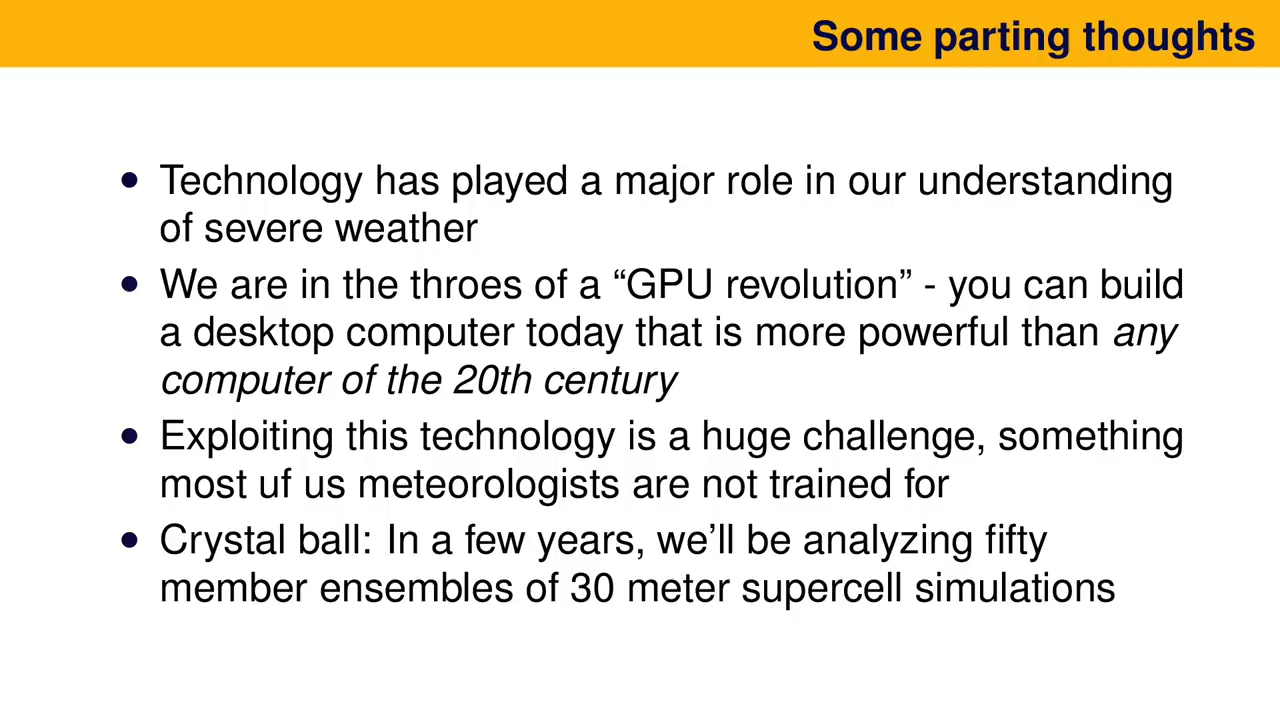 Some parting thoughts
• Technology has played a major role in our understanding
of severe weather
• We are in the throes of a “GPU revolution” - you can build
a desktop computer today that is more powerful than any
computer of the 20th century
• Exploiting this technology is a huge challenge, something
most uf us meteorologists are not trained for
• Crystal ball: In a few years, we’ll be analyzing fifty
member ensembles of 30 meter supercell simulations